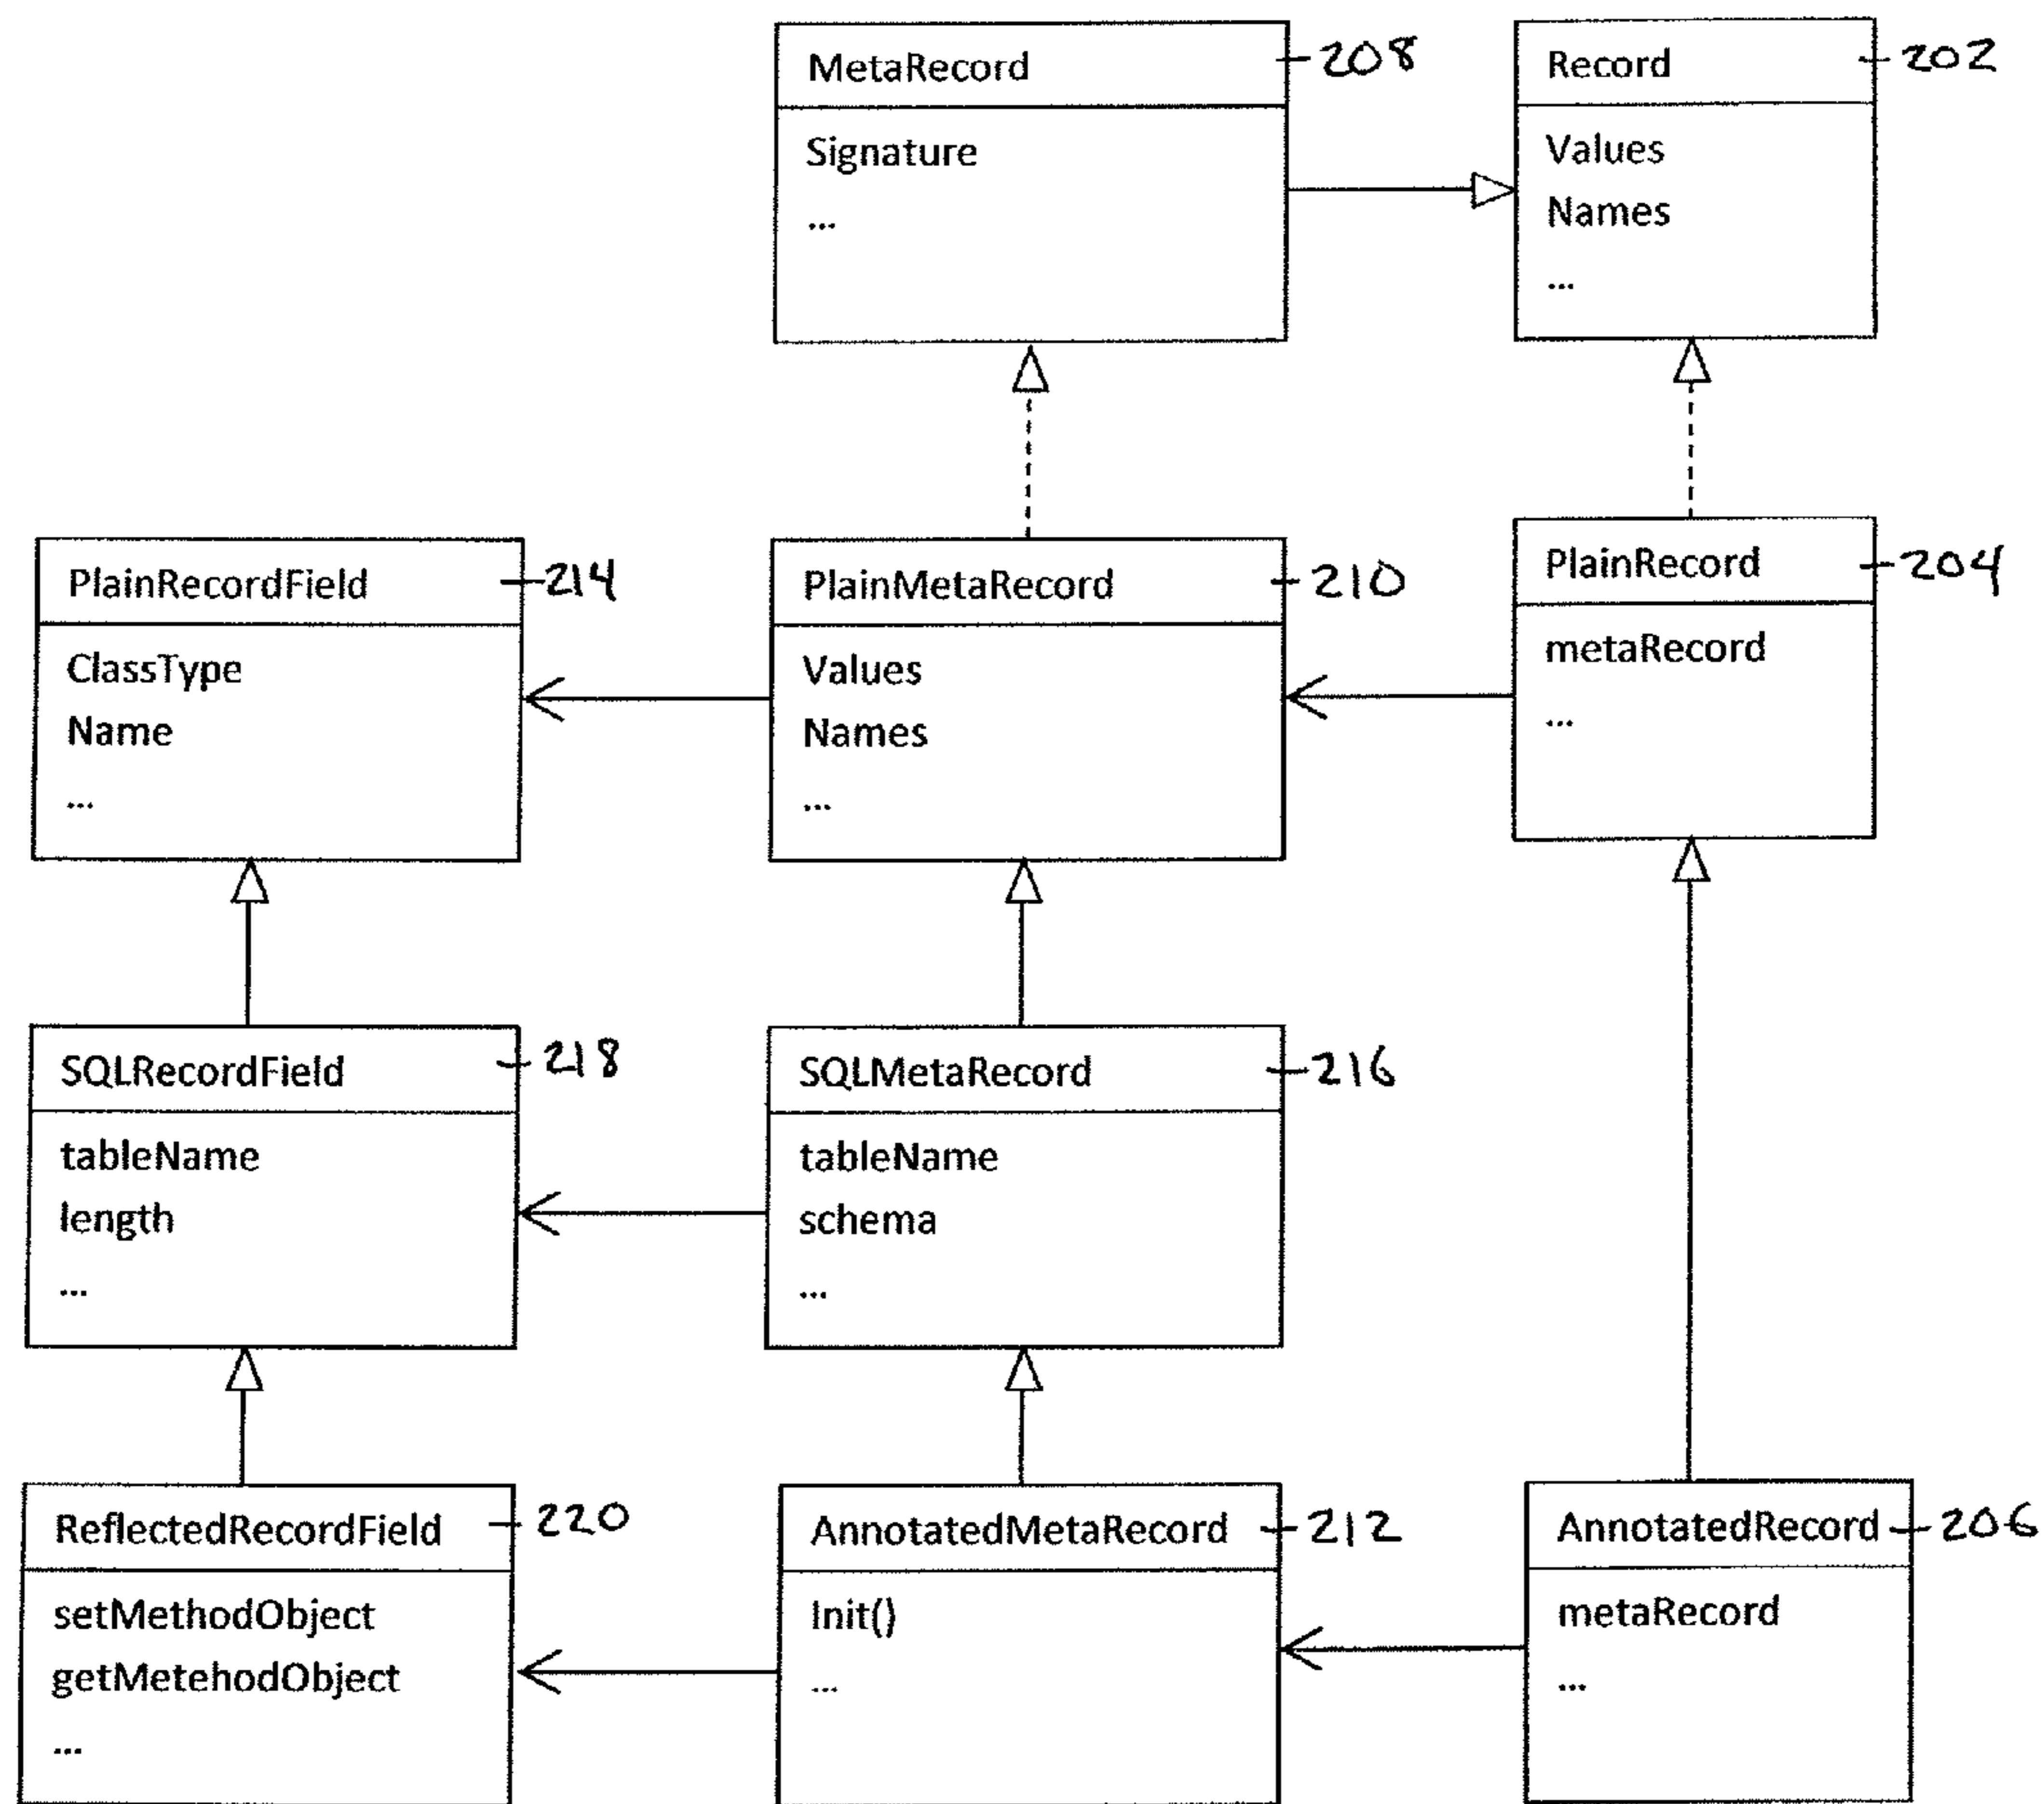 MetaRecord 208
Signature
...
Record 202
Values
Names
...
PlainRecordField 214
ClassType
Name
...
PlainMetaRecord 210
Values
Names
...
PlainRecord 204
metaRecord
...
SQLRecordField 218
tableName
length
...
SQLMetaRecord 216
tableName
schema
...
ReflectedRecordField 220
setMethodObject
getMetehodObject
...
AnnotatedMetaRecord 212
Init()
...
AnnotatedRecord 206
metaRecord
...